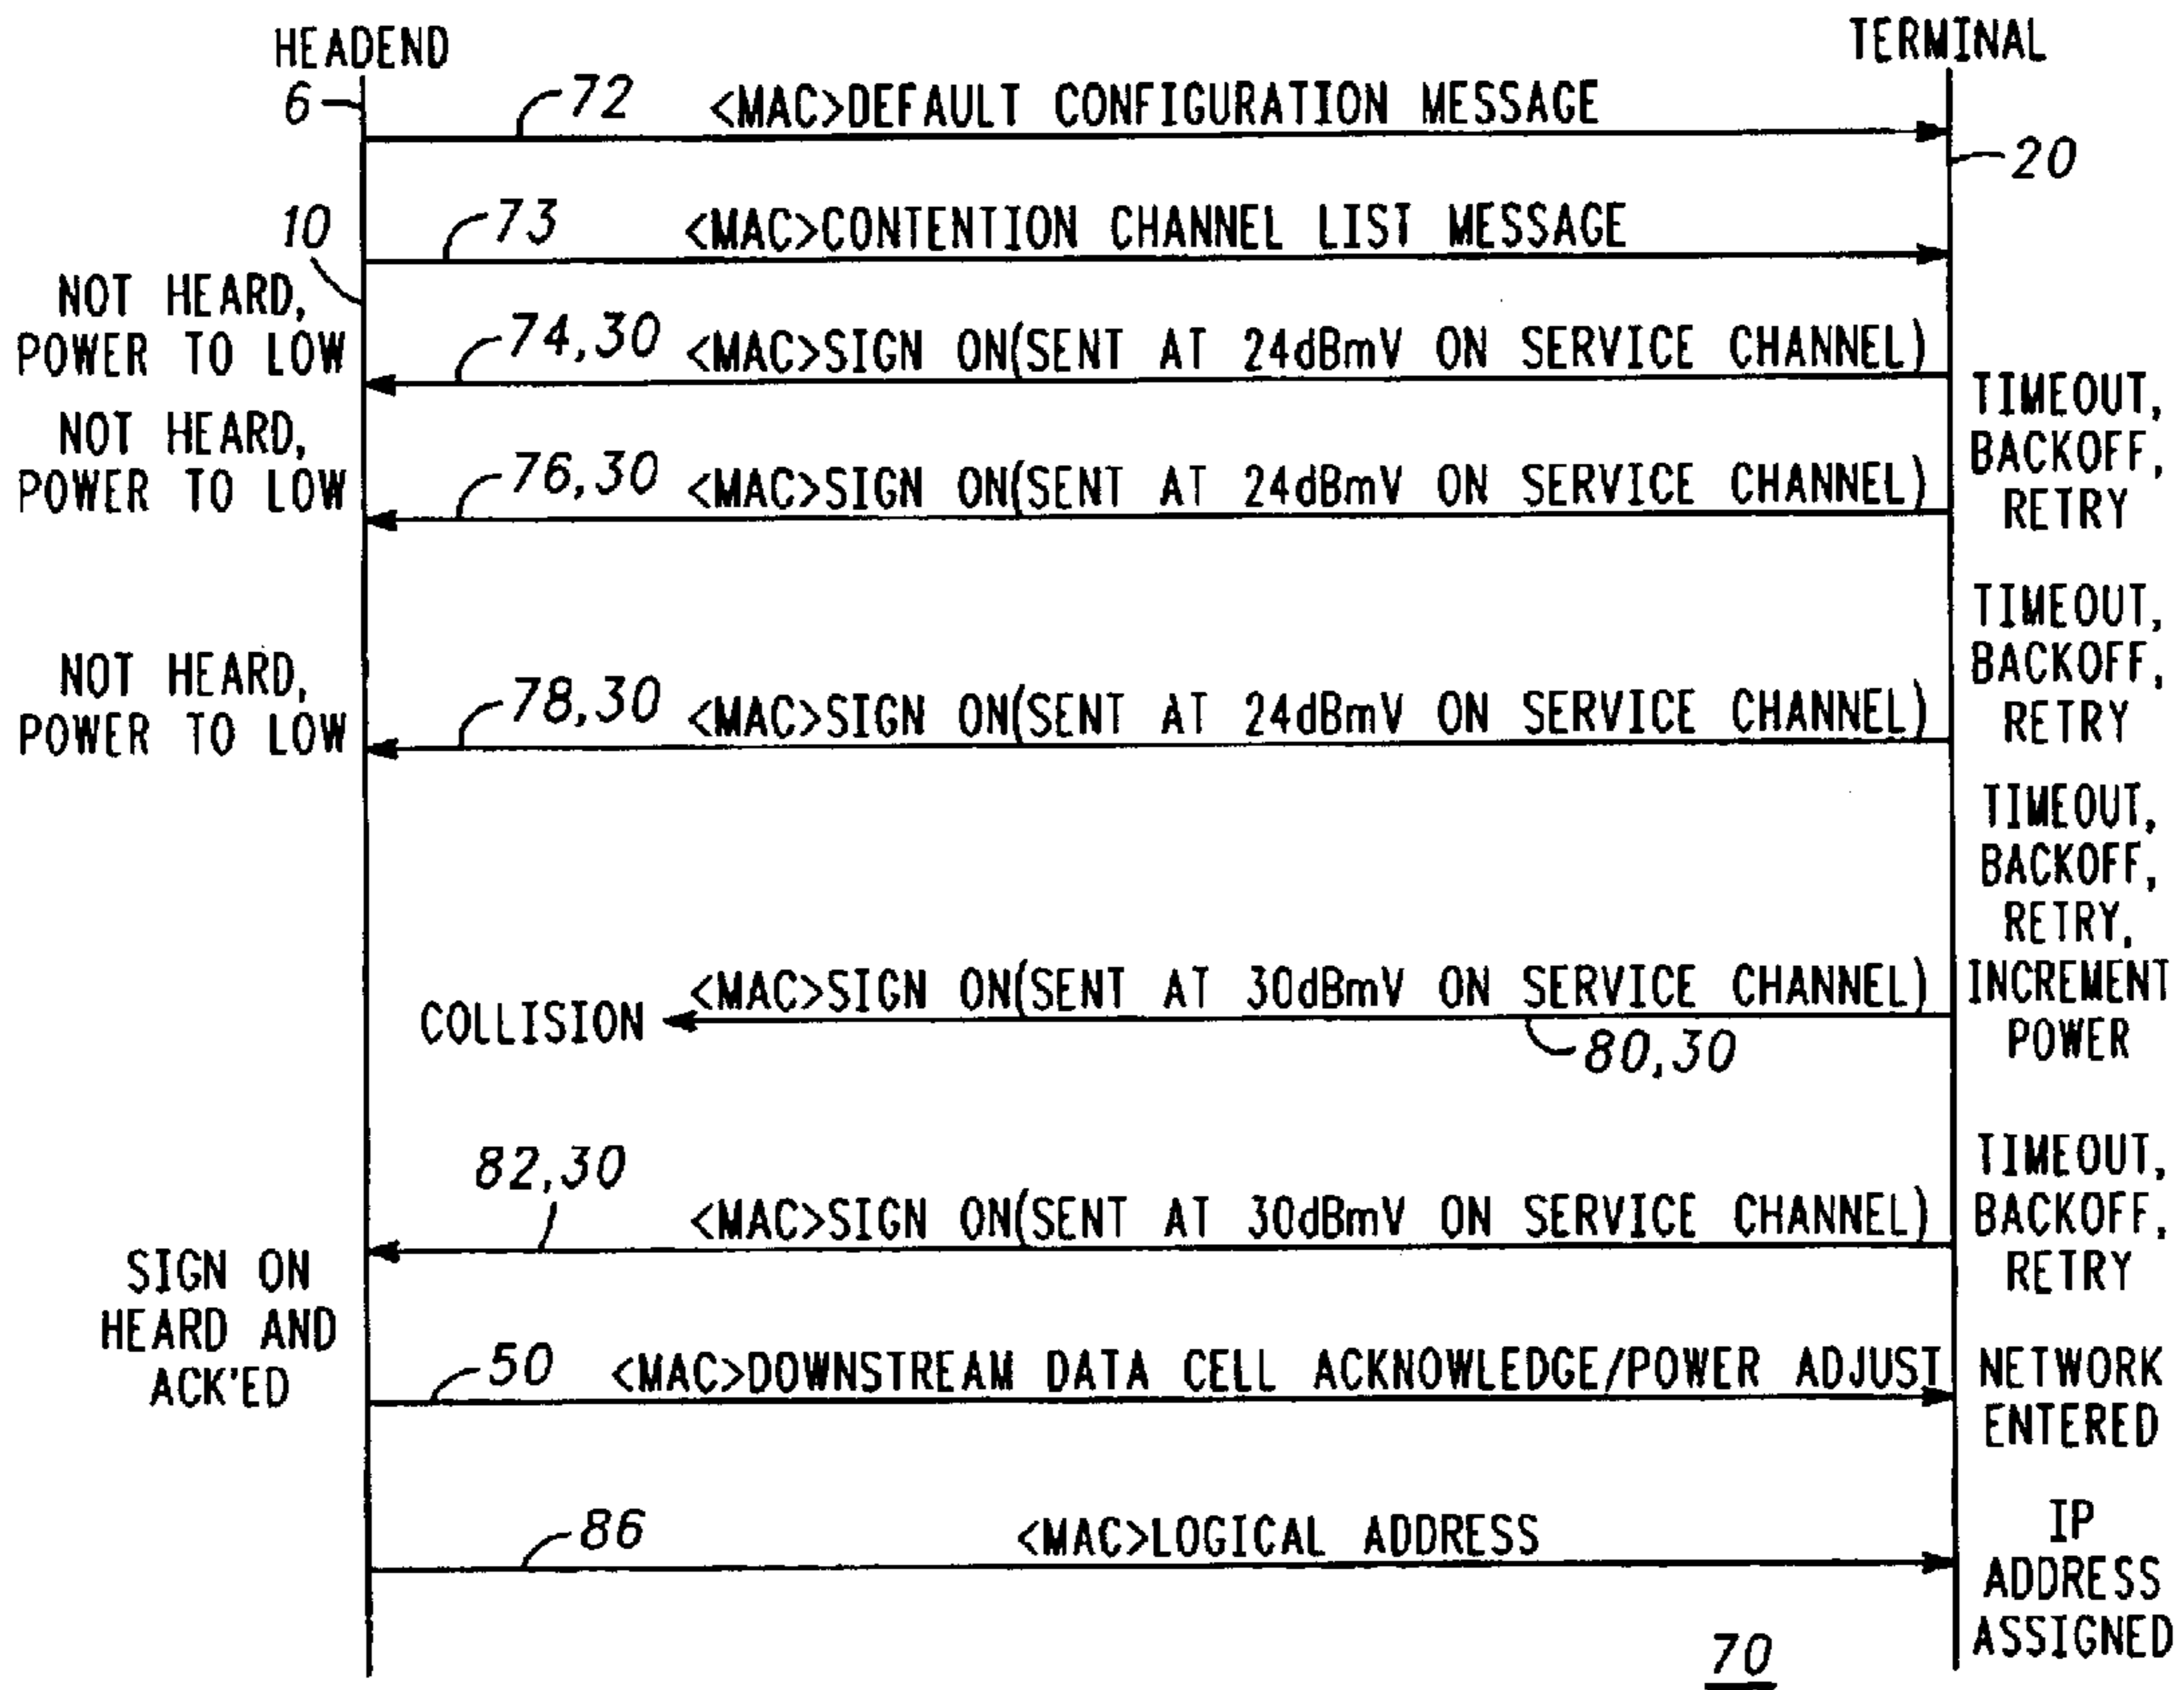 HEADEND
TERMINAL
6
72
<MAC>DEFAULT CONFIGURATION MESSAGE
20
10
73
<MAC>CONTENTION CHANNEL LIST MESSAGE
NOT HEARD,
POWER TO LOW
74,30
<MAC>SIGN ON(SENT AT 24dBmV ON SERVICE CHANNEL)
TIMEOUT,
BACKOFF,
RETRY
NOT HEARD,
POWER TO LOW
76,30
<MAC>SIGN ON(SENT AT 24dBmV ON SERVICE CHANNEL)
TIMEOUT,
BACKOFF,
RETRY
NOT HEARD,
POWER TO LOW
78,30
<MAC>SIGN ON(SENT AT 24dBmV ON SERVICE CHANNEL)
TIMEOUT,
BACKOFF,
RETRY,
INCREMENT
POWER
COLLISION
<MAC>SIGN ON(SENT AT 30dBmV ON SERVICE CHANNEL)
80,30
TIMEOUT,
BACKOFF,
RETRY
82,30
<MAC>SIGN ON(SENT AT 30dBmV ON SERVICE CHANNEL)
SIGN ON
HEARD AND
ACK'ED
50
<MAC>DOWNSTREAM DATA CELL ACKNOWLEDGE/POWER ADJUST
NETWORK
ENTERED
86
<MAC>LOGICAL ADDRESS
IP
ADDRESS
ASSIGNED
70